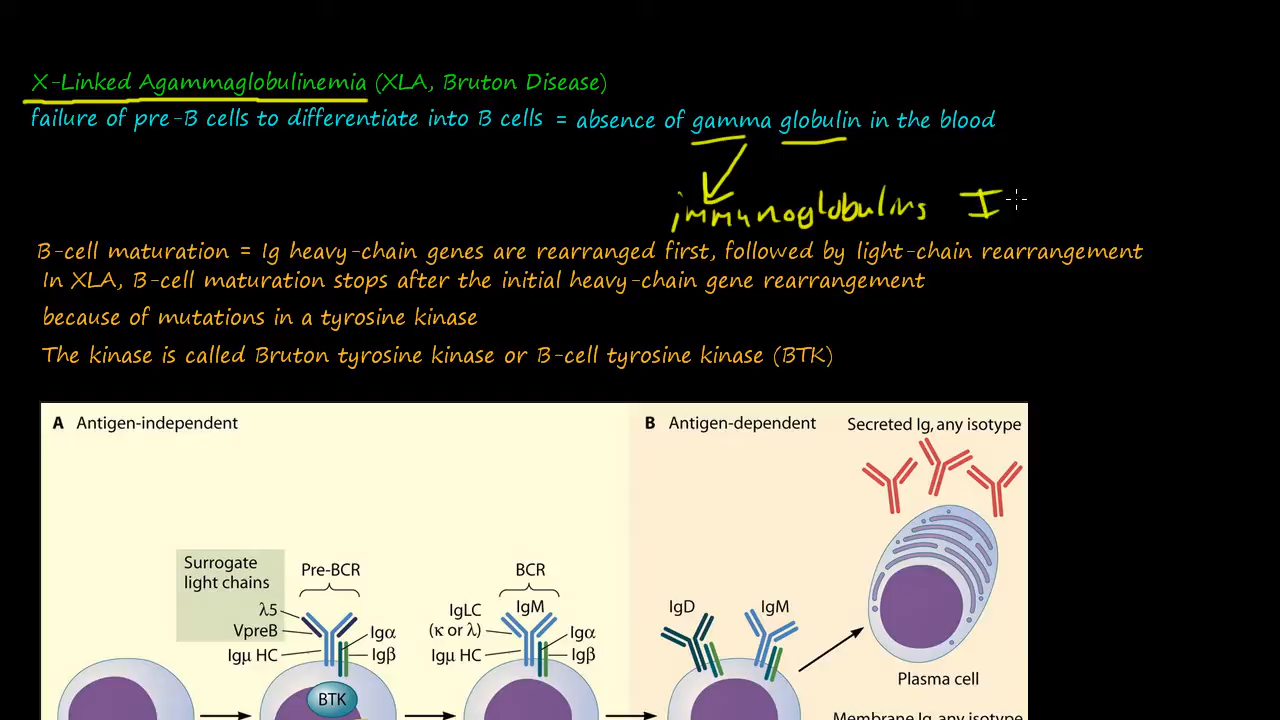 X-Linked Agammaglobulinemia (XLA, Bruton Disease)
failure of pre-B cells to differentiate into B cells = absence of gamma globulin in the blood
immunoglobulins I
B-cell maturation = Ig heavy-chain genes are rearranged first, followed by light-chain rearrangement
In XLA, B-cell maturation stops after the initial heavy-chain gene rearrangement
because of mutations in a tyrosine kinase
The kinase is called Bruton tyrosine kinase or B-cell tyrosine kinase (BTK)
A Antigen-independent
B Antigen-dependent
Secreted Ig, any isotype
Surrogate
light chains
Pre-BCR
λ5
VpreB
Igμ HC
Igα
Igβ
BTK
BCR
IgM
IgLC
(κ or λ)
Igμ HC
Igα
Igβ
IgD
IgM
Plasma cell
Membrane Ig, any isotype